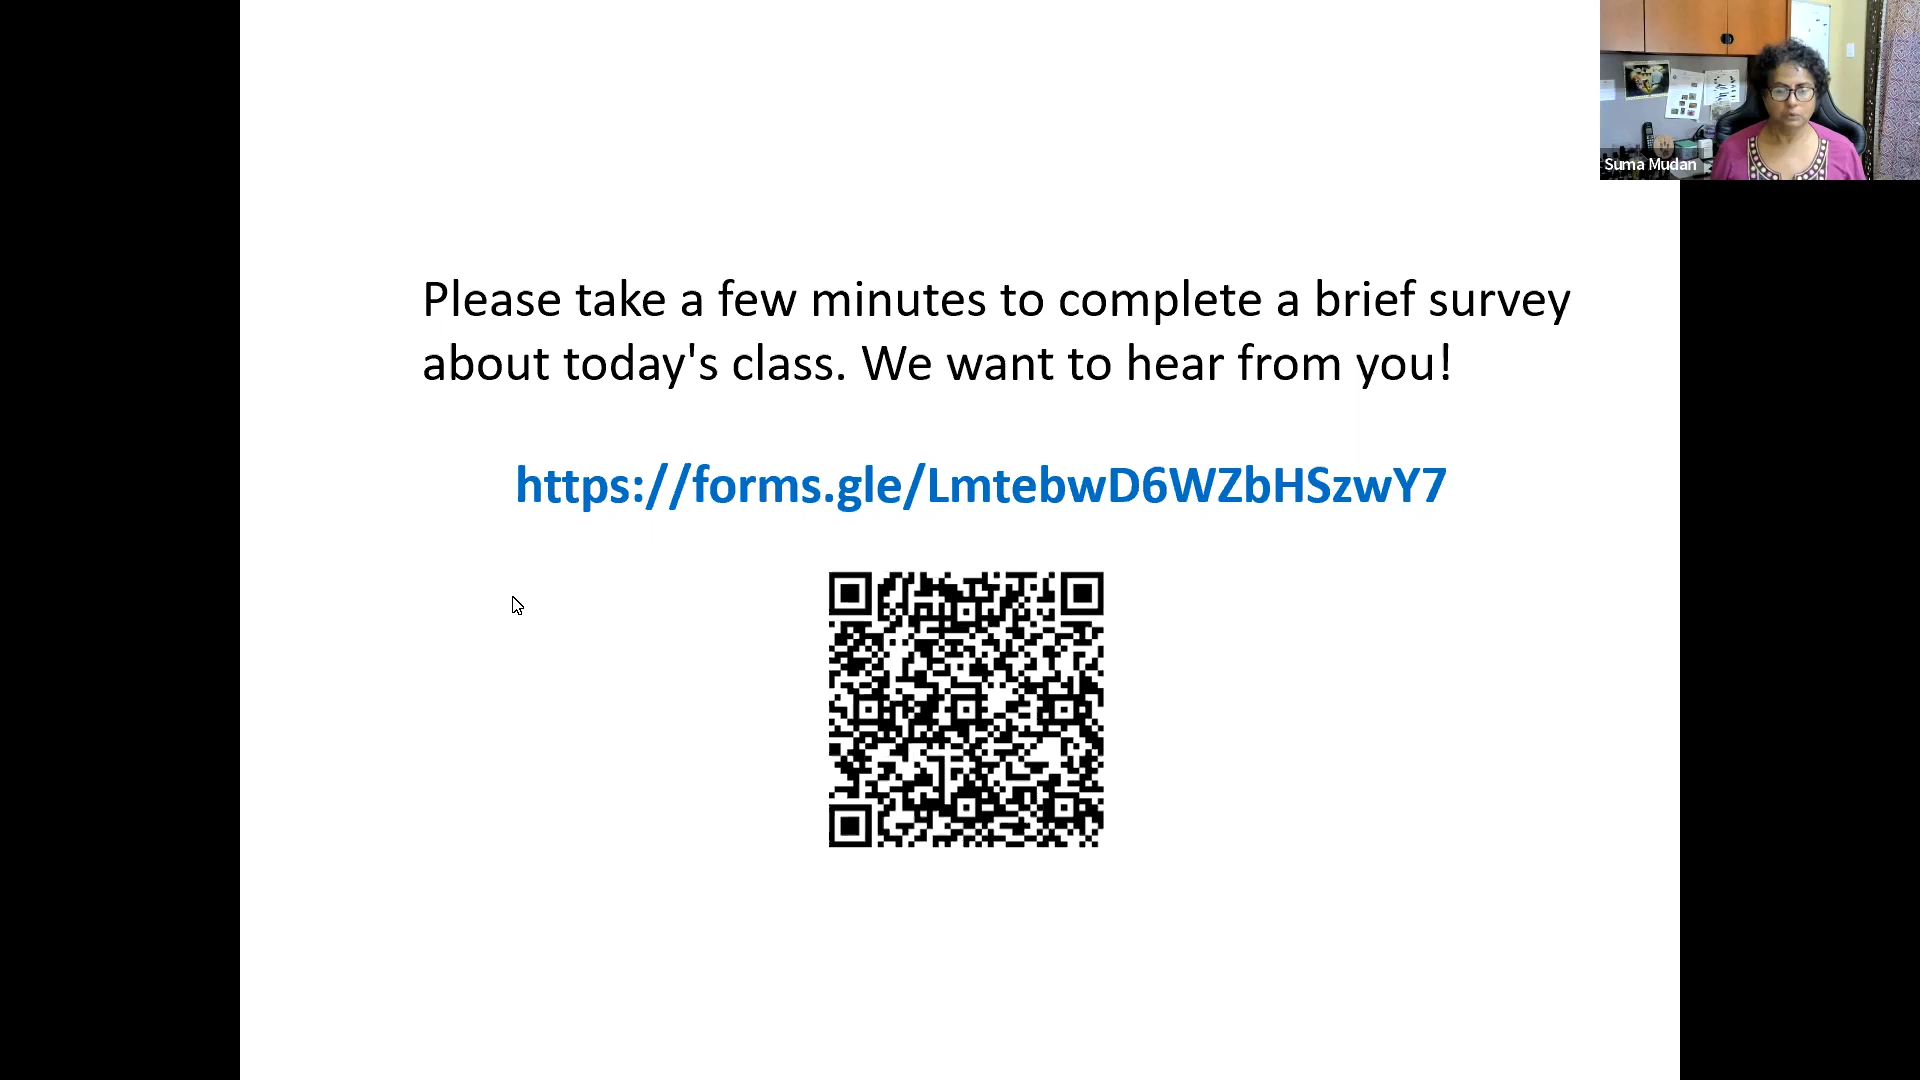 Please take a few minutes to complete a brief survey
about today's class. We want to hear from you!
https://forms.gle/LmtebwD6WZbHSzwY7
Suma Mudan